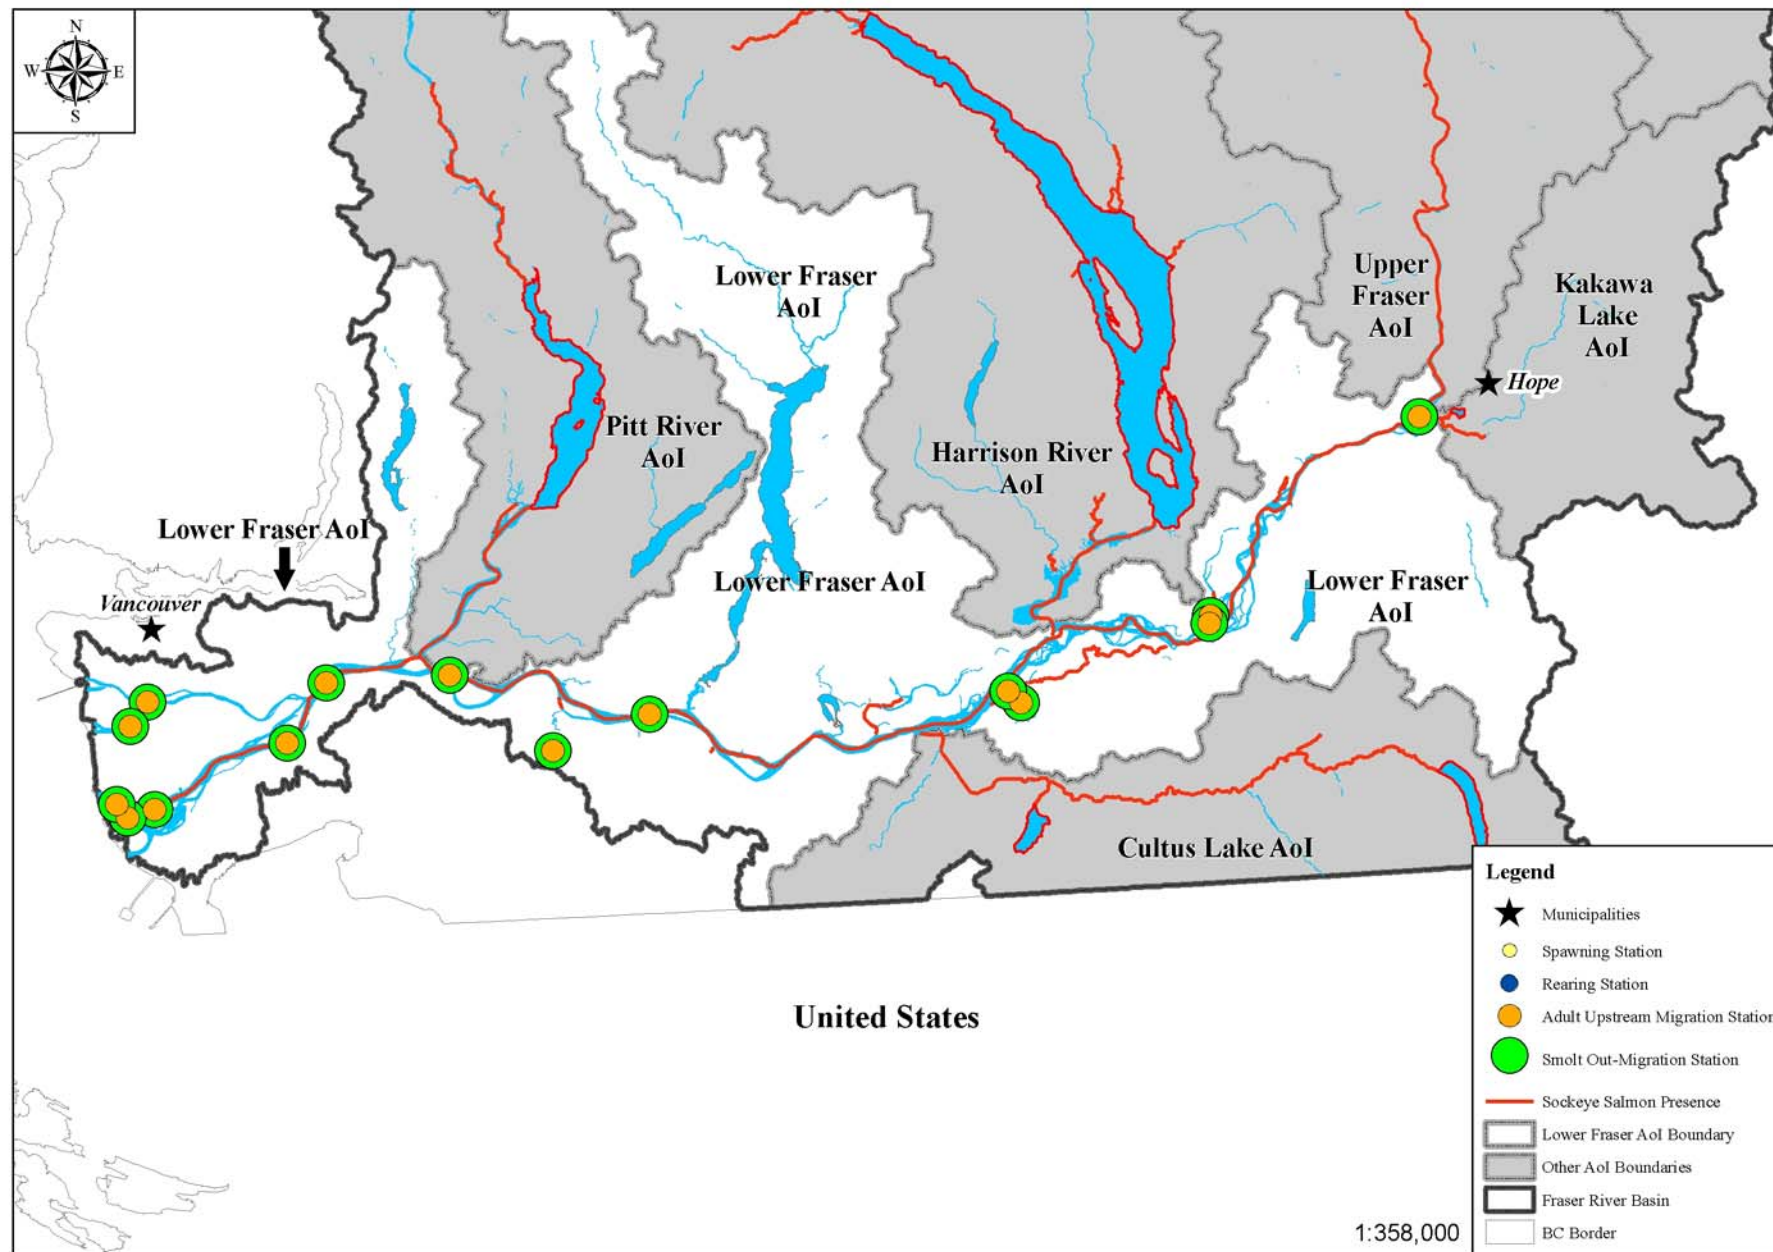 N
W E
S
Lower Fraser
AoI
Upper
Fraser
AoI
Kakawa
Lake
AoI
Hope
Pitt River
AoI
Harrison River
AoI
Lower Fraser AoI
Vancouver
Lower Fraser AoI
Lower Fraser
AoI
Cultus Lake AoI
United States
Legend
Municipalities
Spawning Station
Rearing Station
Adult Upstream Migration Station
Smolt Out-Migration Station
Sockeye Salmon Presence
Lower Fraser AoI Boundary
Other AoI Boundaries
Fraser River Basin
BC Border
1:358,000